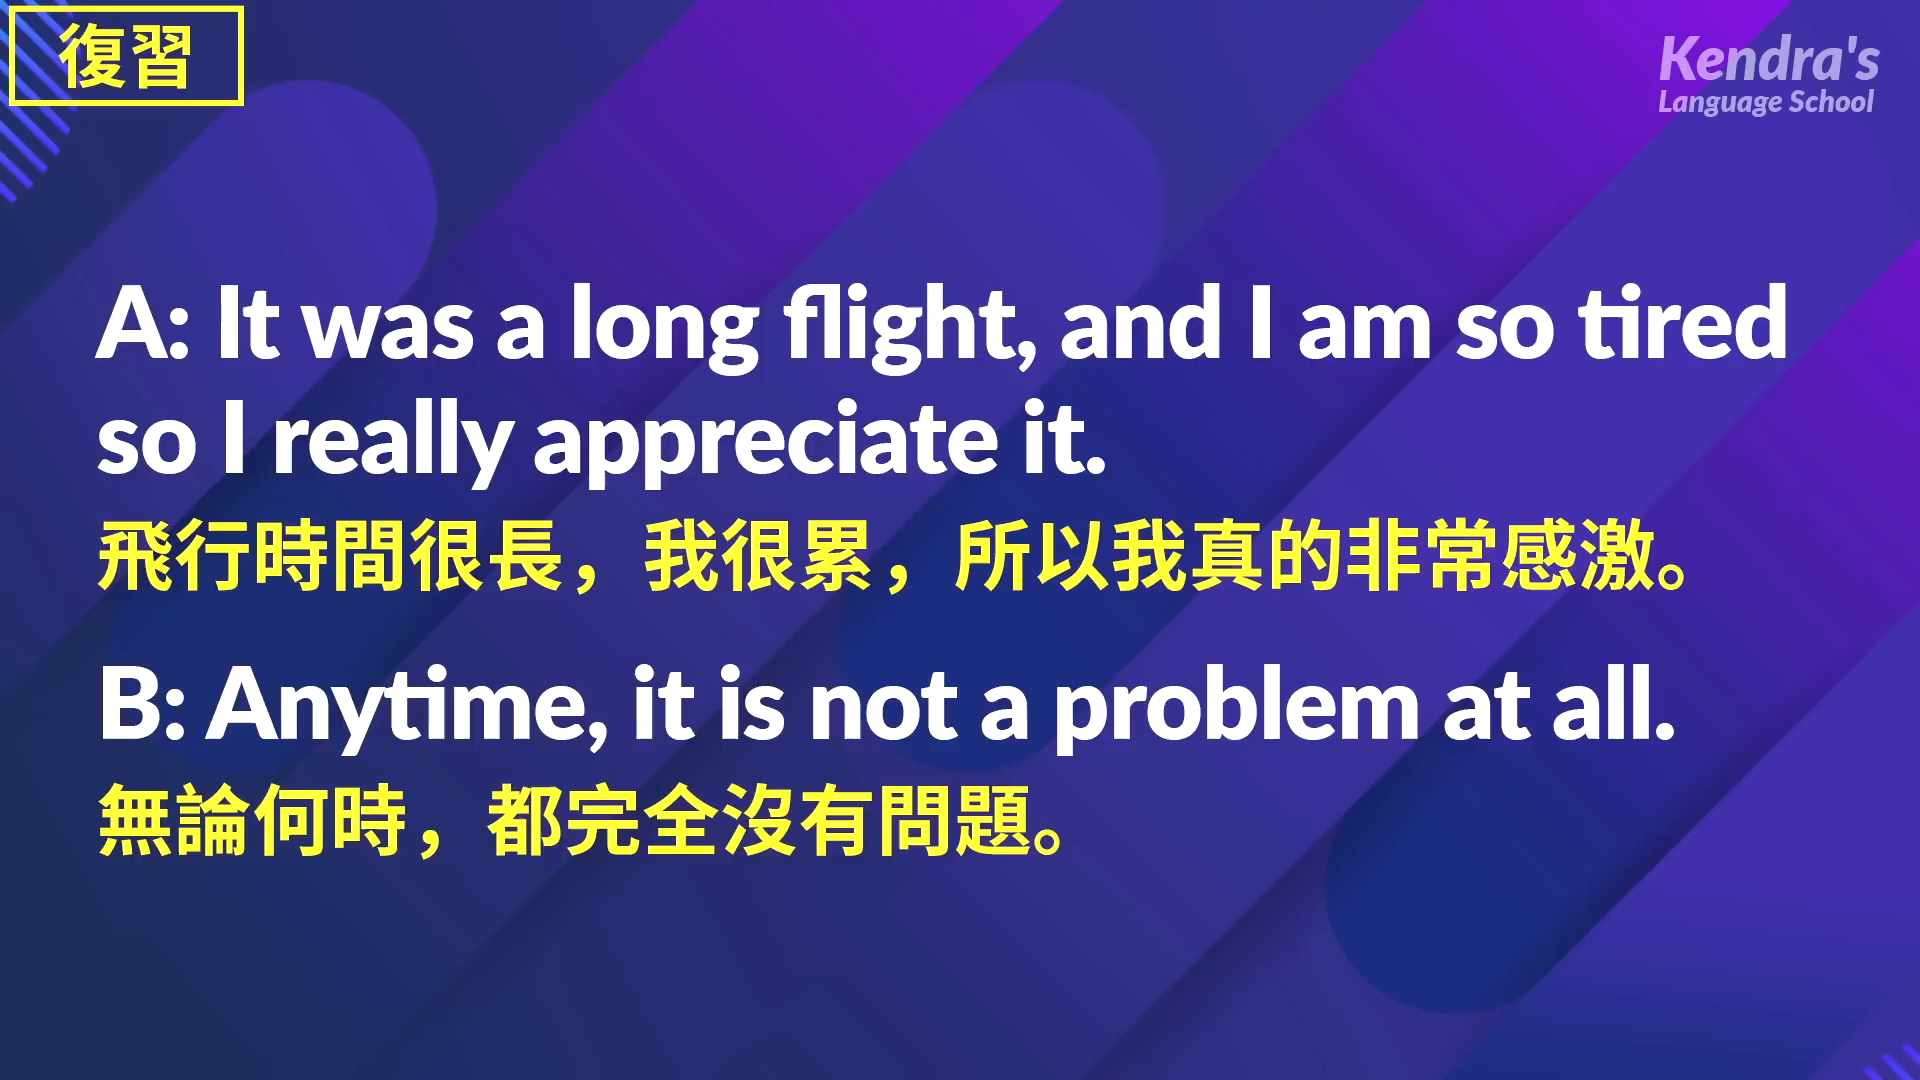 復習
Kendra's
Language School
A: It was a long flight, and I am so tired
so I really appreciate it.
飛行時間很長，我很累，所以我真的非常感激。
B: Anytime, it is not a problem at all.
無論何時，都完全沒有問題。